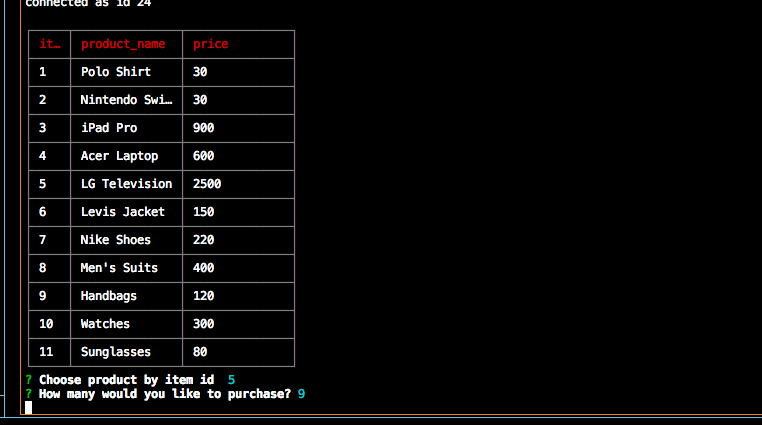 connected as id 24
it… product_name price
1 Polo Shirt 30
2 Nintendo Swi… 30
3 iPad Pro 900
4 Acer Laptop 600
5 LG Television 2500
6 Levis Jacket 150
7 Nike Shoes 220
8 Men's Suits 400
9 Handbags 120
10 Watches 300
11 Sunglasses 80
? Choose product by item id 5
? How many would you like to purchase? 9